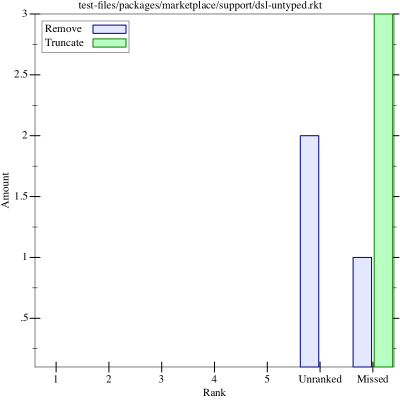 test-files/packages/marketplace/support/dsl-untyped.rkt
Remove
Truncate
3
2.5
2
1.5
1
.5
Amount
1 2 3 4 5 Unranked Missed
Rank